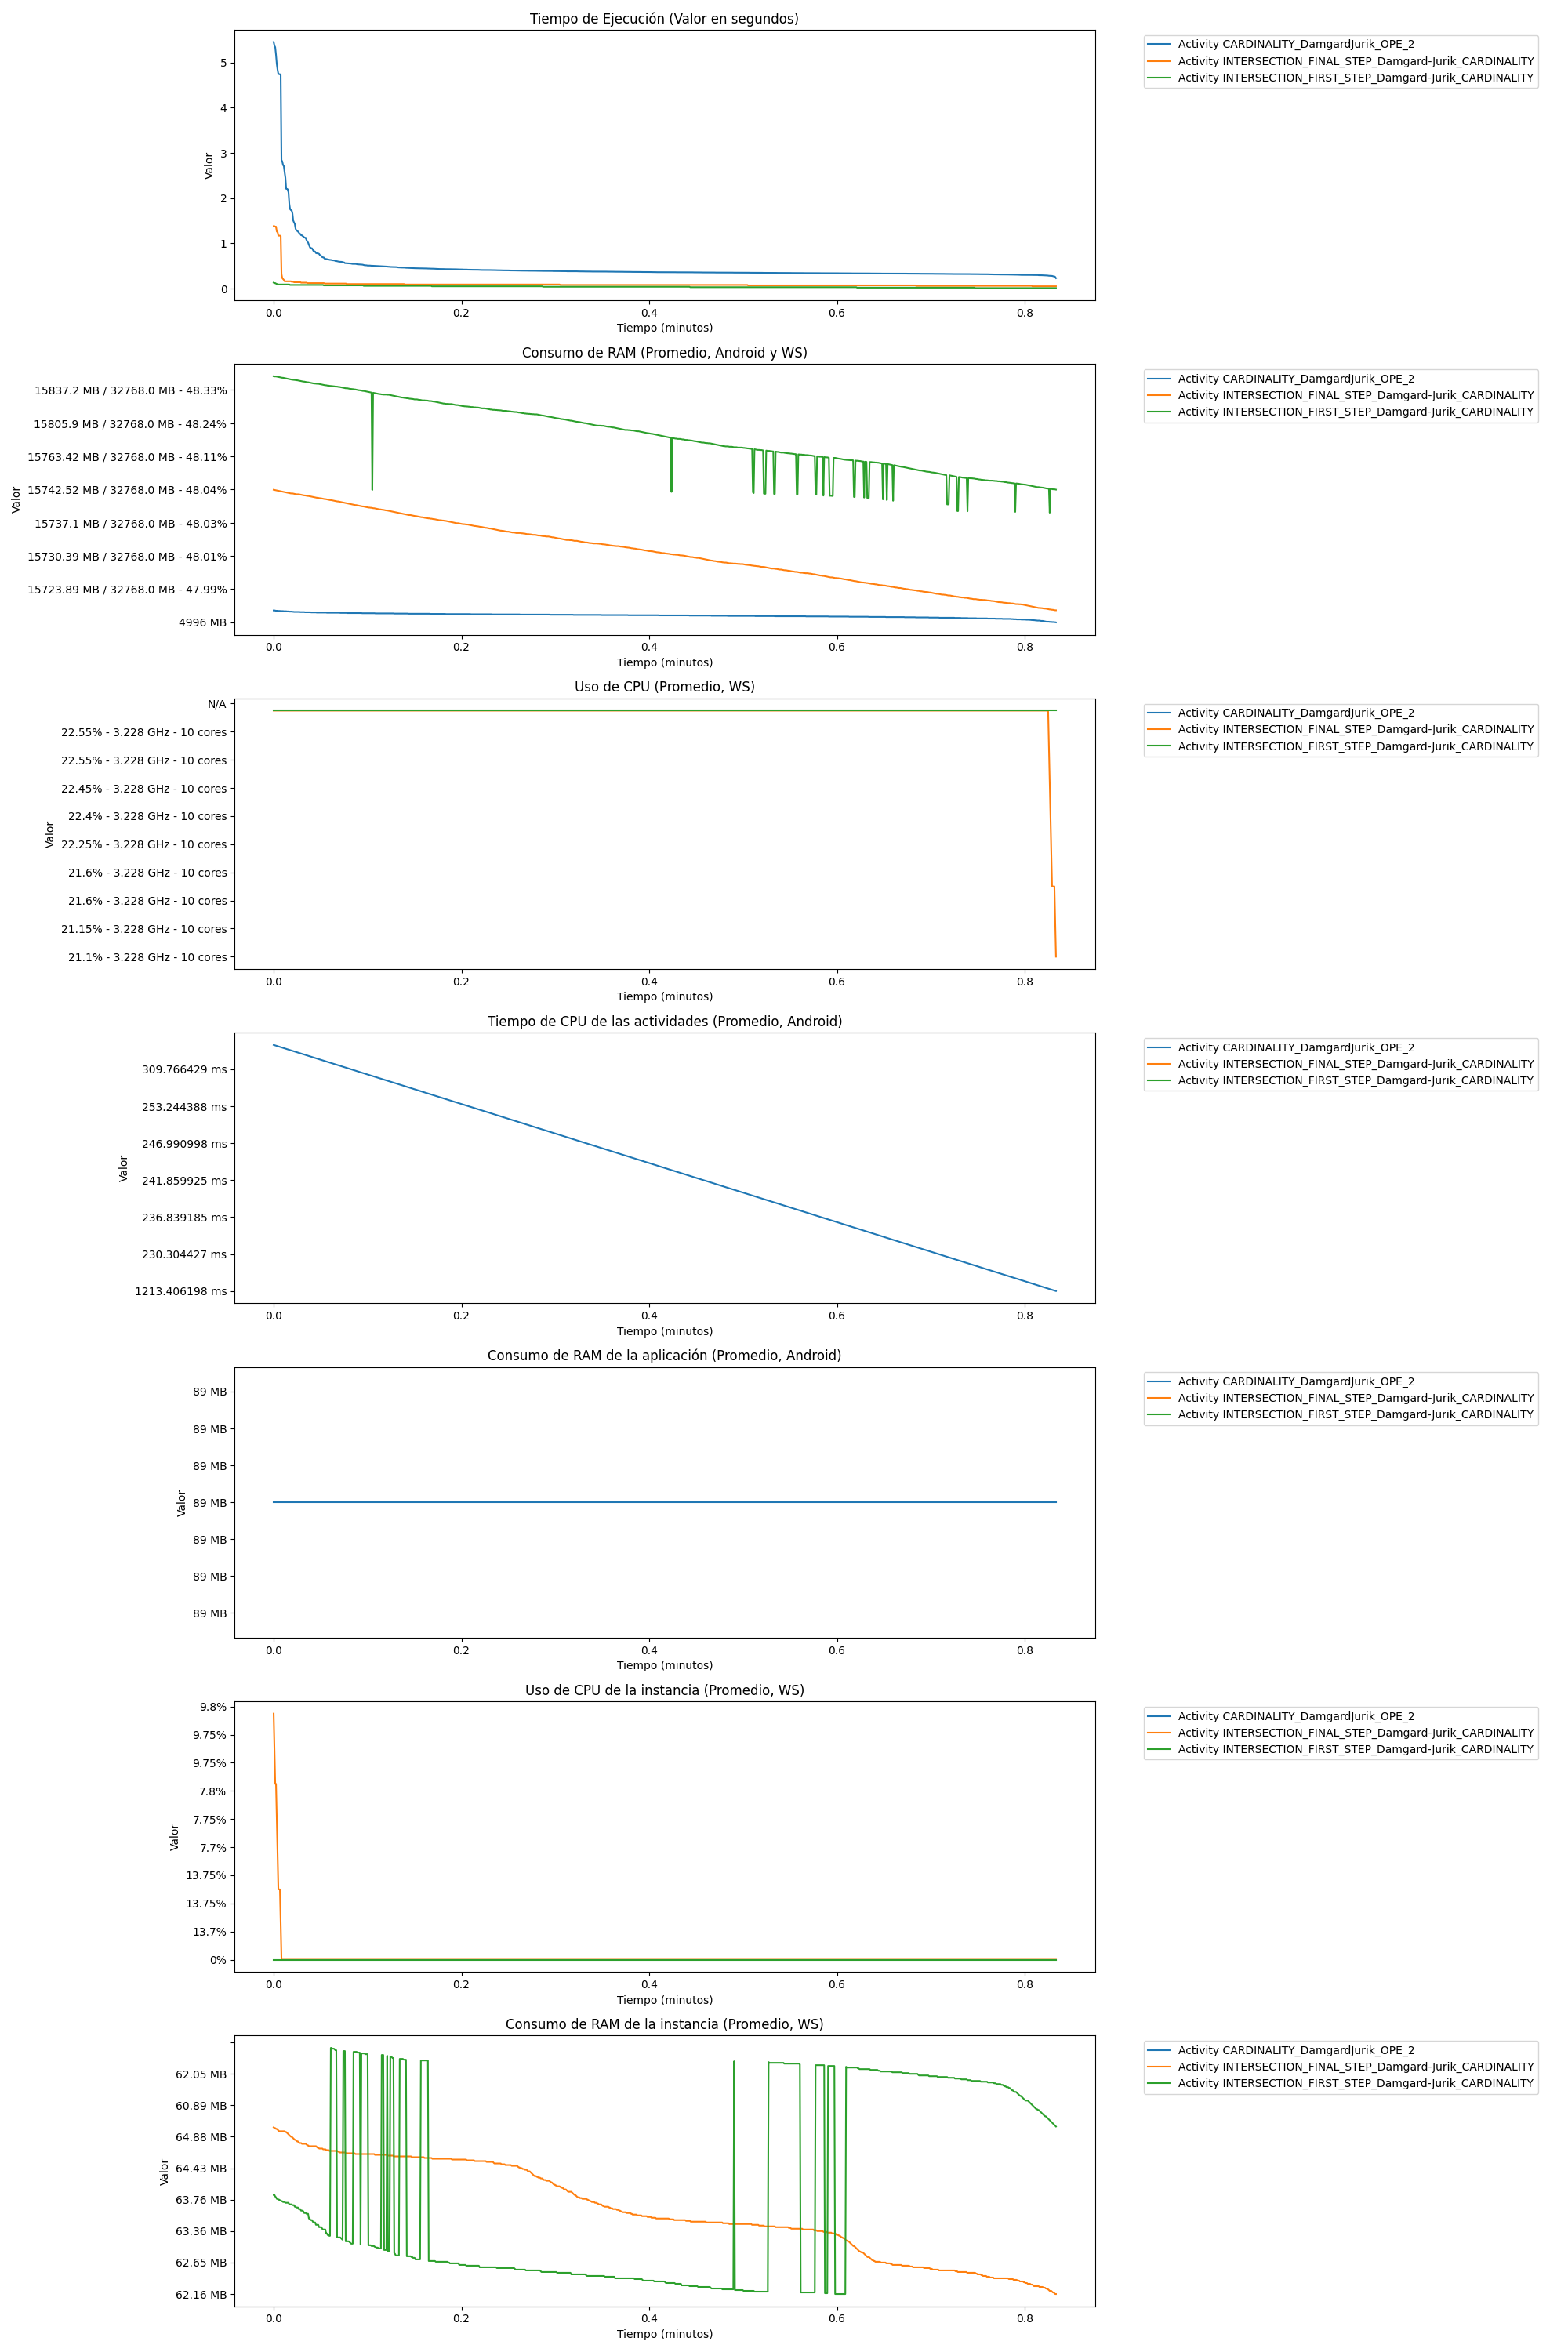 Tiempo de Ejecución (Valor en segundos)
Valor
5
4
3
2
1
0
0.0 0.2 0.4 0.6 0.8
Tiempo (minutos)
Activity CARDINALITY_DamgardJurik_OPE_2
Activity INTERSECTION_FINAL_STEP_Damgard-Jurik_CARDINALITY
Activity INTERSECTION_FIRST_STEP_Damgard-Jurik_CARDINALITY
Consumo de RAM (Promedio, Android y WS)
Valor
15837.2 MB / 32768.0 MB - 48.33%
15805.9 MB / 32768.0 MB - 48.24%
15763.42 MB / 32768.0 MB - 48.11%
15742.52 MB / 32768.0 MB - 48.04%
15737.1 MB / 32768.0 MB - 48.03%
15730.39 MB / 32768.0 MB - 48.01%
15723.89 MB / 32768.0 MB - 47.99%
4996 MB
0.0 0.2 0.4 0.6 0.8
Tiempo (minutos)
Activity CARDINALITY_DamgardJurik_OPE_2
Activity INTERSECTION_FINAL_STEP_Damgard-Jurik_CARDINALITY
Activity INTERSECTION_FIRST_STEP_Damgard-Jurik_CARDINALITY
Uso de CPU (Promedio, WS)
Valor
N/A
22.55% - 3.228 GHz - 10 cores
22.55% - 3.228 GHz - 10 cores
22.45% - 3.228 GHz - 10 cores
22.4% - 3.228 GHz - 10 cores
22.25% - 3.228 GHz - 10 cores
21.6% - 3.228 GHz - 10 cores
21.6% - 3.228 GHz - 10 cores
21.15% - 3.228 GHz - 10 cores
21.1% - 3.228 GHz - 10 cores
0.0 0.2 0.4 0.6 0.8
Tiempo (minutos)
Activity CARDINALITY_DamgardJurik_OPE_2
Activity INTERSECTION_FINAL_STEP_Damgard-Jurik_CARDINALITY
Activity INTERSECTION_FIRST_STEP_Damgard-Jurik_CARDINALITY
Tiempo de CPU de las actividades (Promedio, Android)
Valor
309.766429 ms
253.244388 ms
246.990998 ms
241.859925 ms
236.839185 ms
230.304427 ms
1213.406198 ms
0.0 0.2 0.4 0.6 0.8
Tiempo (minutos)
Activity CARDINALITY_DamgardJurik_OPE_2
Activity INTERSECTION_FINAL_STEP_Damgard-Jurik_CARDINALITY
Activity INTERSECTION_FIRST_STEP_Damgard-Jurik_CARDINALITY
Consumo de RAM de la aplicación (Promedio, Android)
Valor
89 MB
89 MB
89 MB
89 MB
89 MB
89 MB
89 MB
0.0 0.2 0.4 0.6 0.8
Tiempo (minutos)
Activity CARDINALITY_DamgardJurik_OPE_2
Activity INTERSECTION_FINAL_STEP_Damgard-Jurik_CARDINALITY
Activity INTERSECTION_FIRST_STEP_Damgard-Jurik_CARDINALITY
Uso de CPU de la instancia (Promedio, WS)
Valor
9.8%
9.75%
9.75%
7.8%
7.75%
7.7%
13.75%
13.75%
13.7%
0%
0.0 0.2 0.4 0.6 0.8
Tiempo (minutos)
Activity CARDINALITY_DamgardJurik_OPE_2
Activity INTERSECTION_FINAL_STEP_Damgard-Jurik_CARDINALITY
Activity INTERSECTION_FIRST_STEP_Damgard-Jurik_CARDINALITY
Consumo de RAM de la instancia (Promedio, WS)
Valor
62.05 MB
60.89 MB
64.88 MB
64.43 MB
63.76 MB
63.36 MB
62.65 MB
62.16 MB
0.0 0.2 0.4 0.6 0.8
Tiempo (minutos)
Activity CARDINALITY_DamgardJurik_OPE_2
Activity INTERSECTION_FINAL_STEP_Damgard-Jurik_CARDINALITY
Activity INTERSECTION_FIRST_STEP_Damgard-Jurik_CARDINALITY